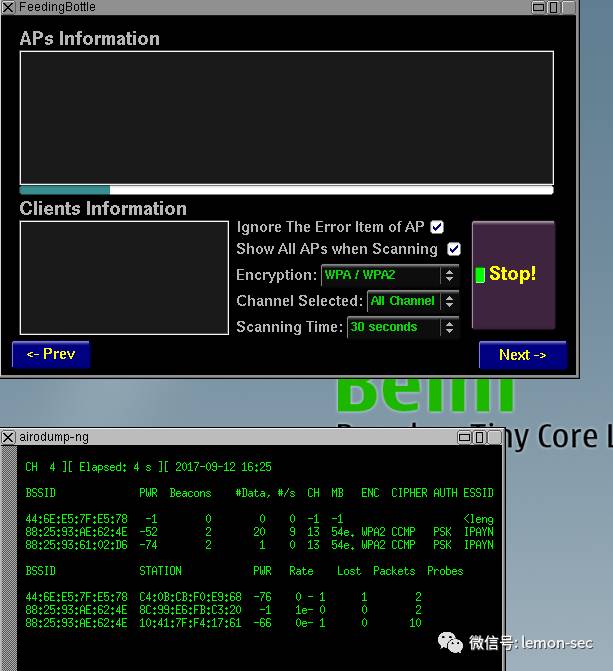 FeedingBottle
APs Information
Clients Information
Ignore The Error Item of AP
Show All APs when Scanning
Encryption: WPA / WPA2
Channel Selected: All Channel
Scanning Time: 30 seconds
Stop!
<- Prev
Next ->
Beini
Tiny Core L
airodump-ng
CH 4 ][ Elapsed: 4 s ][ 2017-09-12 16:25
BSSID PWR Beacons #Data, #/s CH MB ENC CIPHER AUTH ESSID
44:6E:E5:7F:E5:78 -1 0 0 0 -1 -1 <leng
88:25:93:AE:62:4E -52 2 20 9 13 54e. WPA2 CCMP PSK IPAYN
88:25:93:61:02:D6 -74 2 1 0 13 54e. WPA2 CCMP PSK IPAYN
BSSID STATION PWR Rate Lost Packets Probes
44:6E:E5:7F:E5:78 C4:0B:CB:F0:E9:68 -76 0 - 1 1 2
88:25:93:AE:62:4E 8C:99:E6:FB:C3:20 -1 1e- 0 0 2
88:25:93:AE:62:4E 10:41:7F:F4:17:61 -66 0e- 1 0 10
微信号: lemon-sec